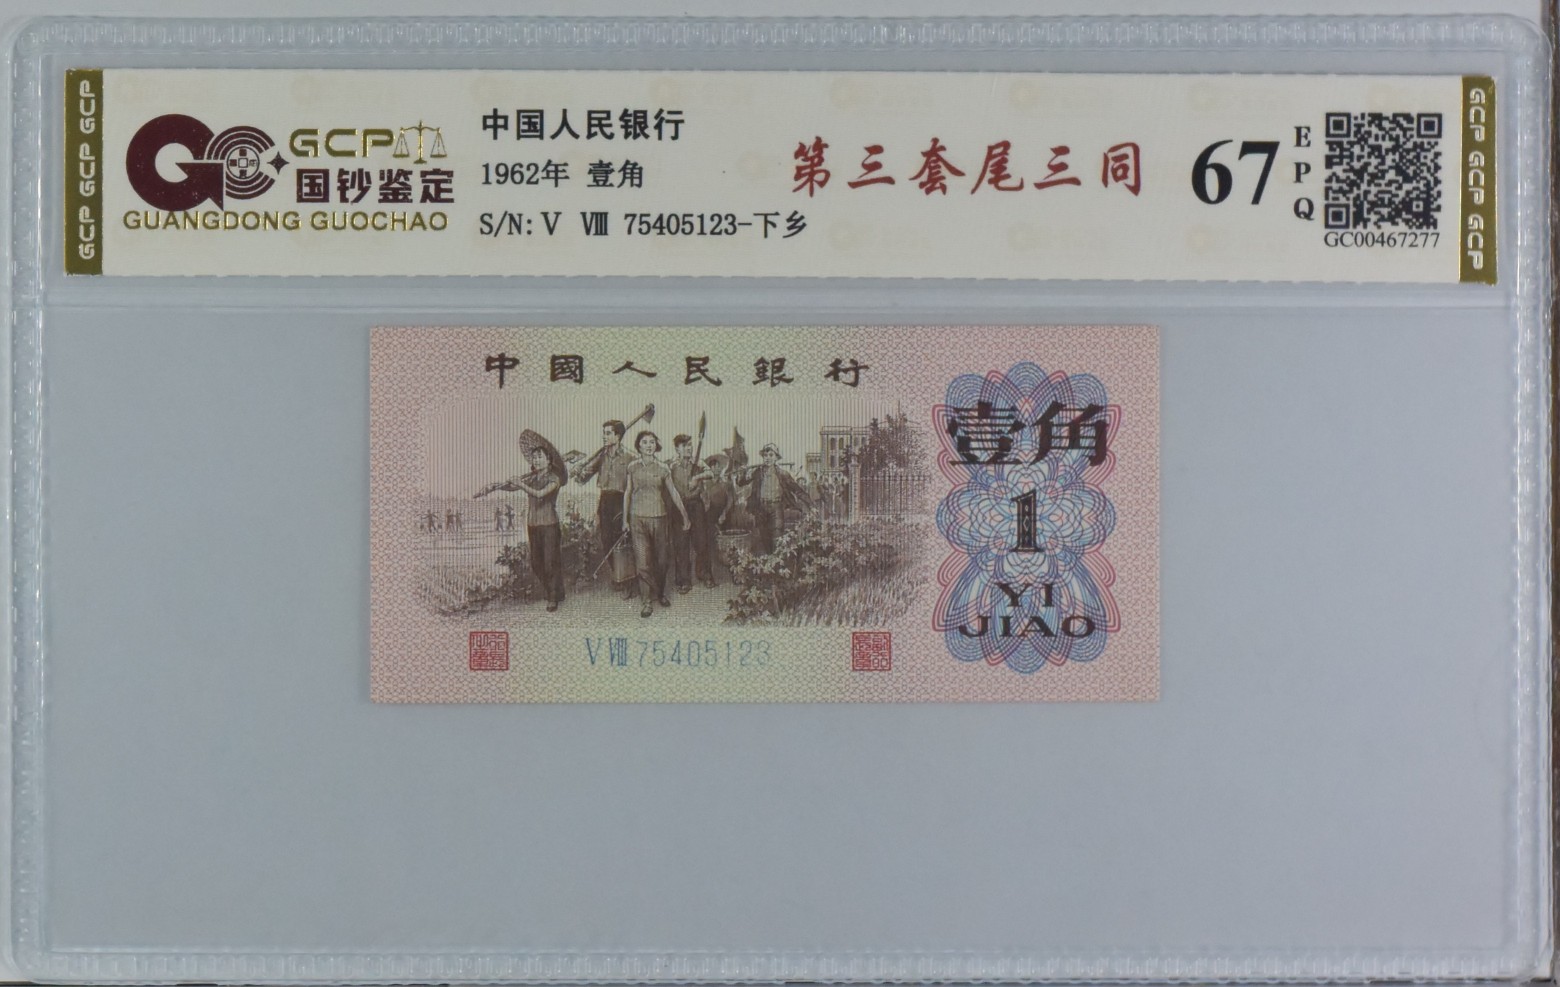 GCP GCP GCP
GCP
国钞鉴定
GUANGDONG GUOCHAO
中国人民银行
1962年 壹角
S/N: V Ⅷ 75405123-下乡
第三套尾三同
67
EPQ
GC00467277
GCP GCP GCP
中國人民銀行
壹角
1
YI
JIAO
V Ⅷ 75405123